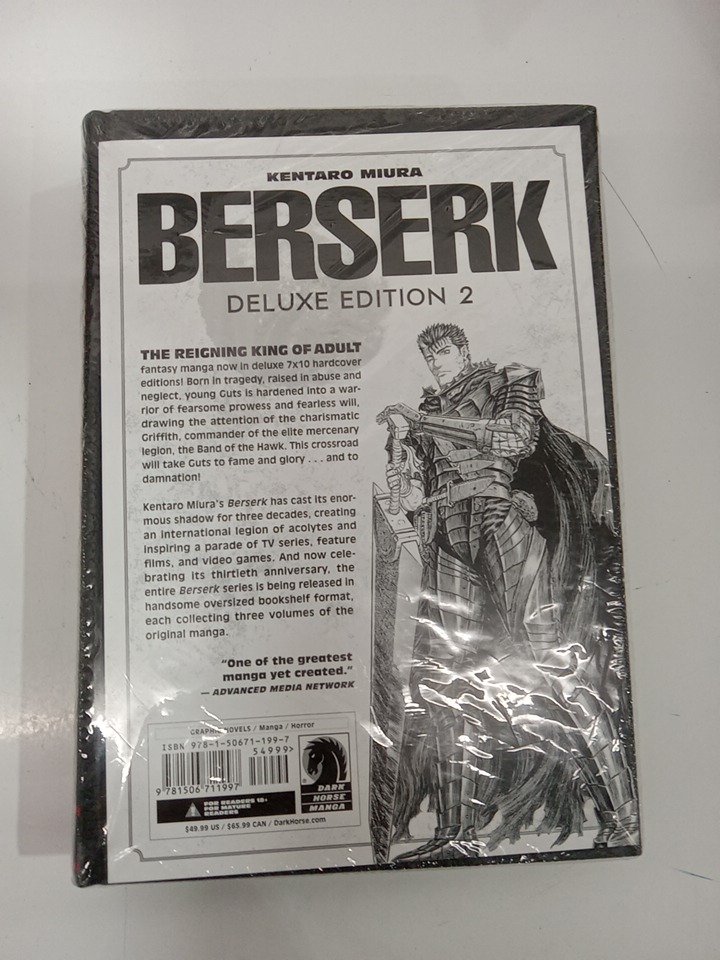 KENTARO MIURA
BERSERK
DELUXE EDITION 2
THE REIGNING KING OF ADULT
fantasy manga now in deluxe 7x10 hardcover
editions! Born in tragedy, raised in abuse and
neglect, young Guts is hardened into a war-
rior of fearsome prowess and fearless will,
drawing the attention of the charismatic
Griffith, commander of the elite mercenary
legion, the Band of the Hawk. This crossroad
will take Guts to fame and glory . . . and to
damnation!
Kentaro Miura's Berserk has cast its enor-
mous shadow for three decades, creating
an international legion of acolytes and
inspiring a parade of TV series, feature
films, and video games. And now cele-
brating its thirtieth anniversary, the
entire Berserk series is being released in
handsome oversized bookshelf format,
each collecting three volumes of the
original manga.
"One of the greatest
manga yet created."
— ADVANCED MEDIA NETWORK
GRAPHIC NOVELS / Manga / Horror
ISBN 978-1-50671-199-7
54999>
9 781506 711997
FOR READERS 18+
FOR MATURE
READERS
DARK
HORSE
MANGA
$49.99 US / $65.99 CAN / DarkHorse.com